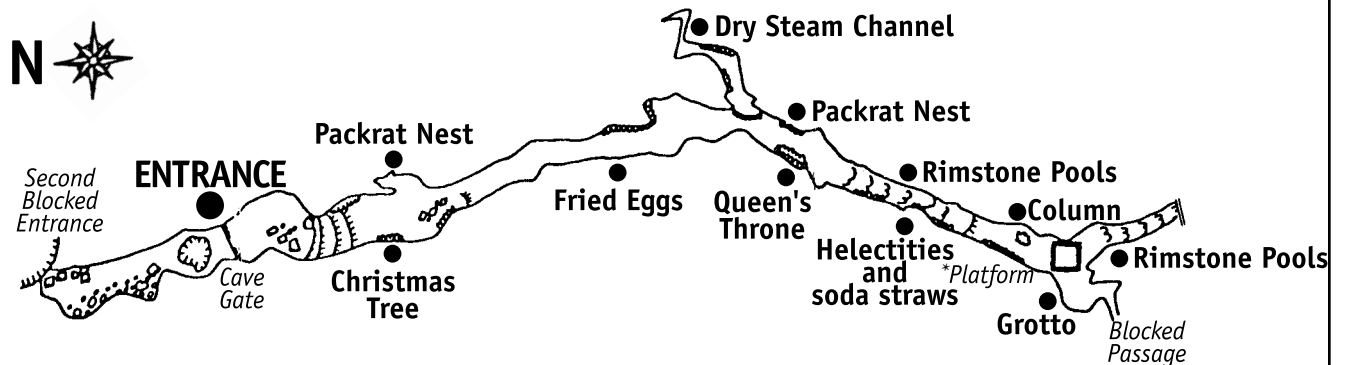 N
Dry Steam Channel
Packrat Nest
Packrat Nest
Second
Blocked
Entrance
ENTRANCE
Rimstone Pools
Fried Eggs
Queen's
Throne
Column
Helectities
and
soda straws
*Platform
Rimstone Pools
Cave
Gate
Christmas
Tree
Grotto
Blocked
Passage